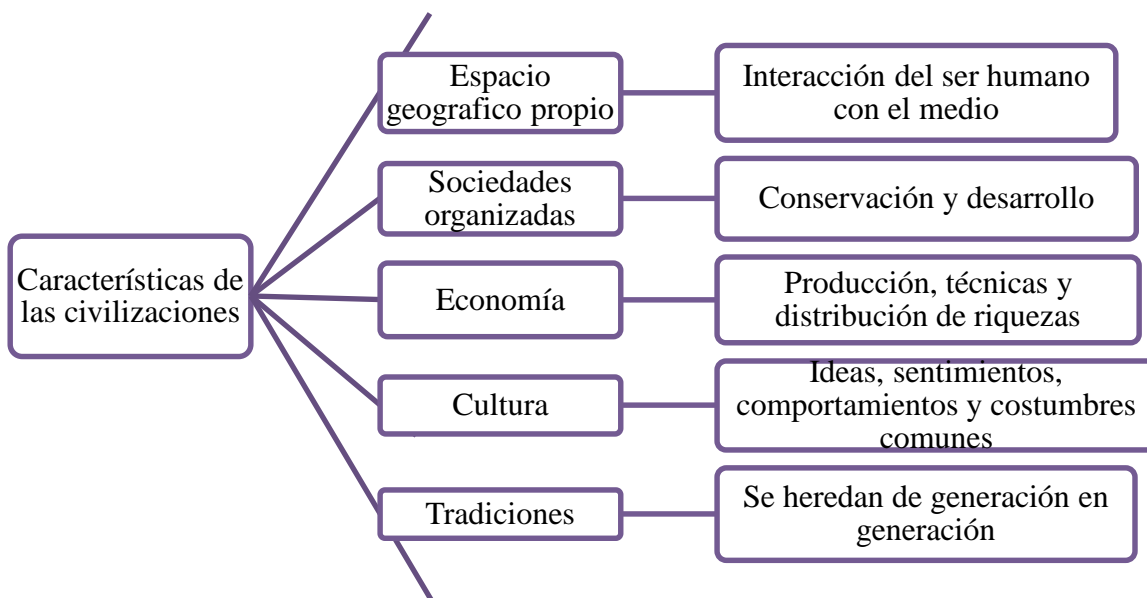 Características de
las civilizaciones
Espacio
geografico propio
Interacción del ser humano
con el medio
Sociedades
organizadas
Conservación y desarrollo
Economía
Producción, técnicas y
distribución de riquezas
Cultura
Ideas, sentimientos,
comportamientos y costumbres
comunes
Tradiciones
Se heredan de generación en
generación